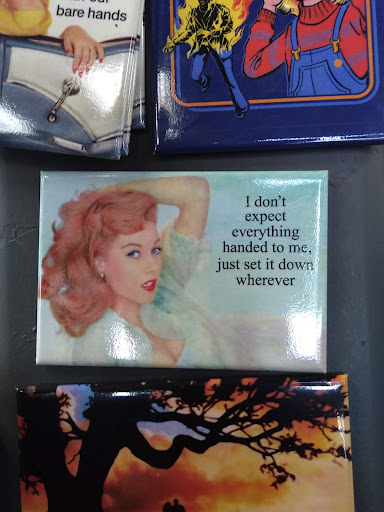 bare hands
I don't
expect
everything
handed to me,
just set it down
wherever